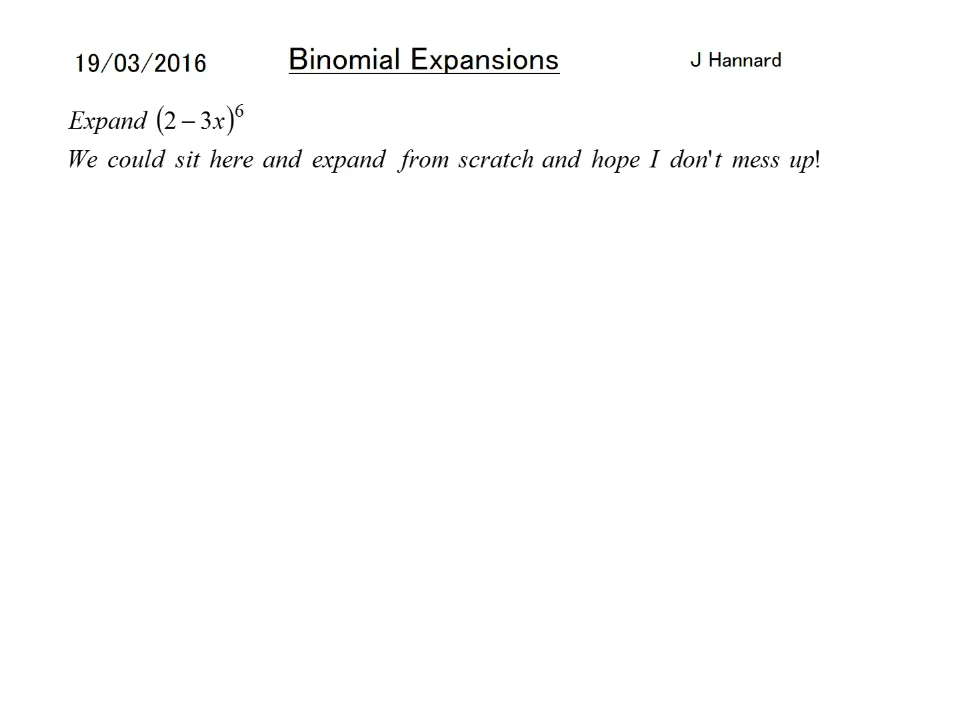 19/03/2016 Binomial Expansions J Hannard
Expand (2 – 3x)⁶
We could sit here and expand from scratch and hope I don't mess up!